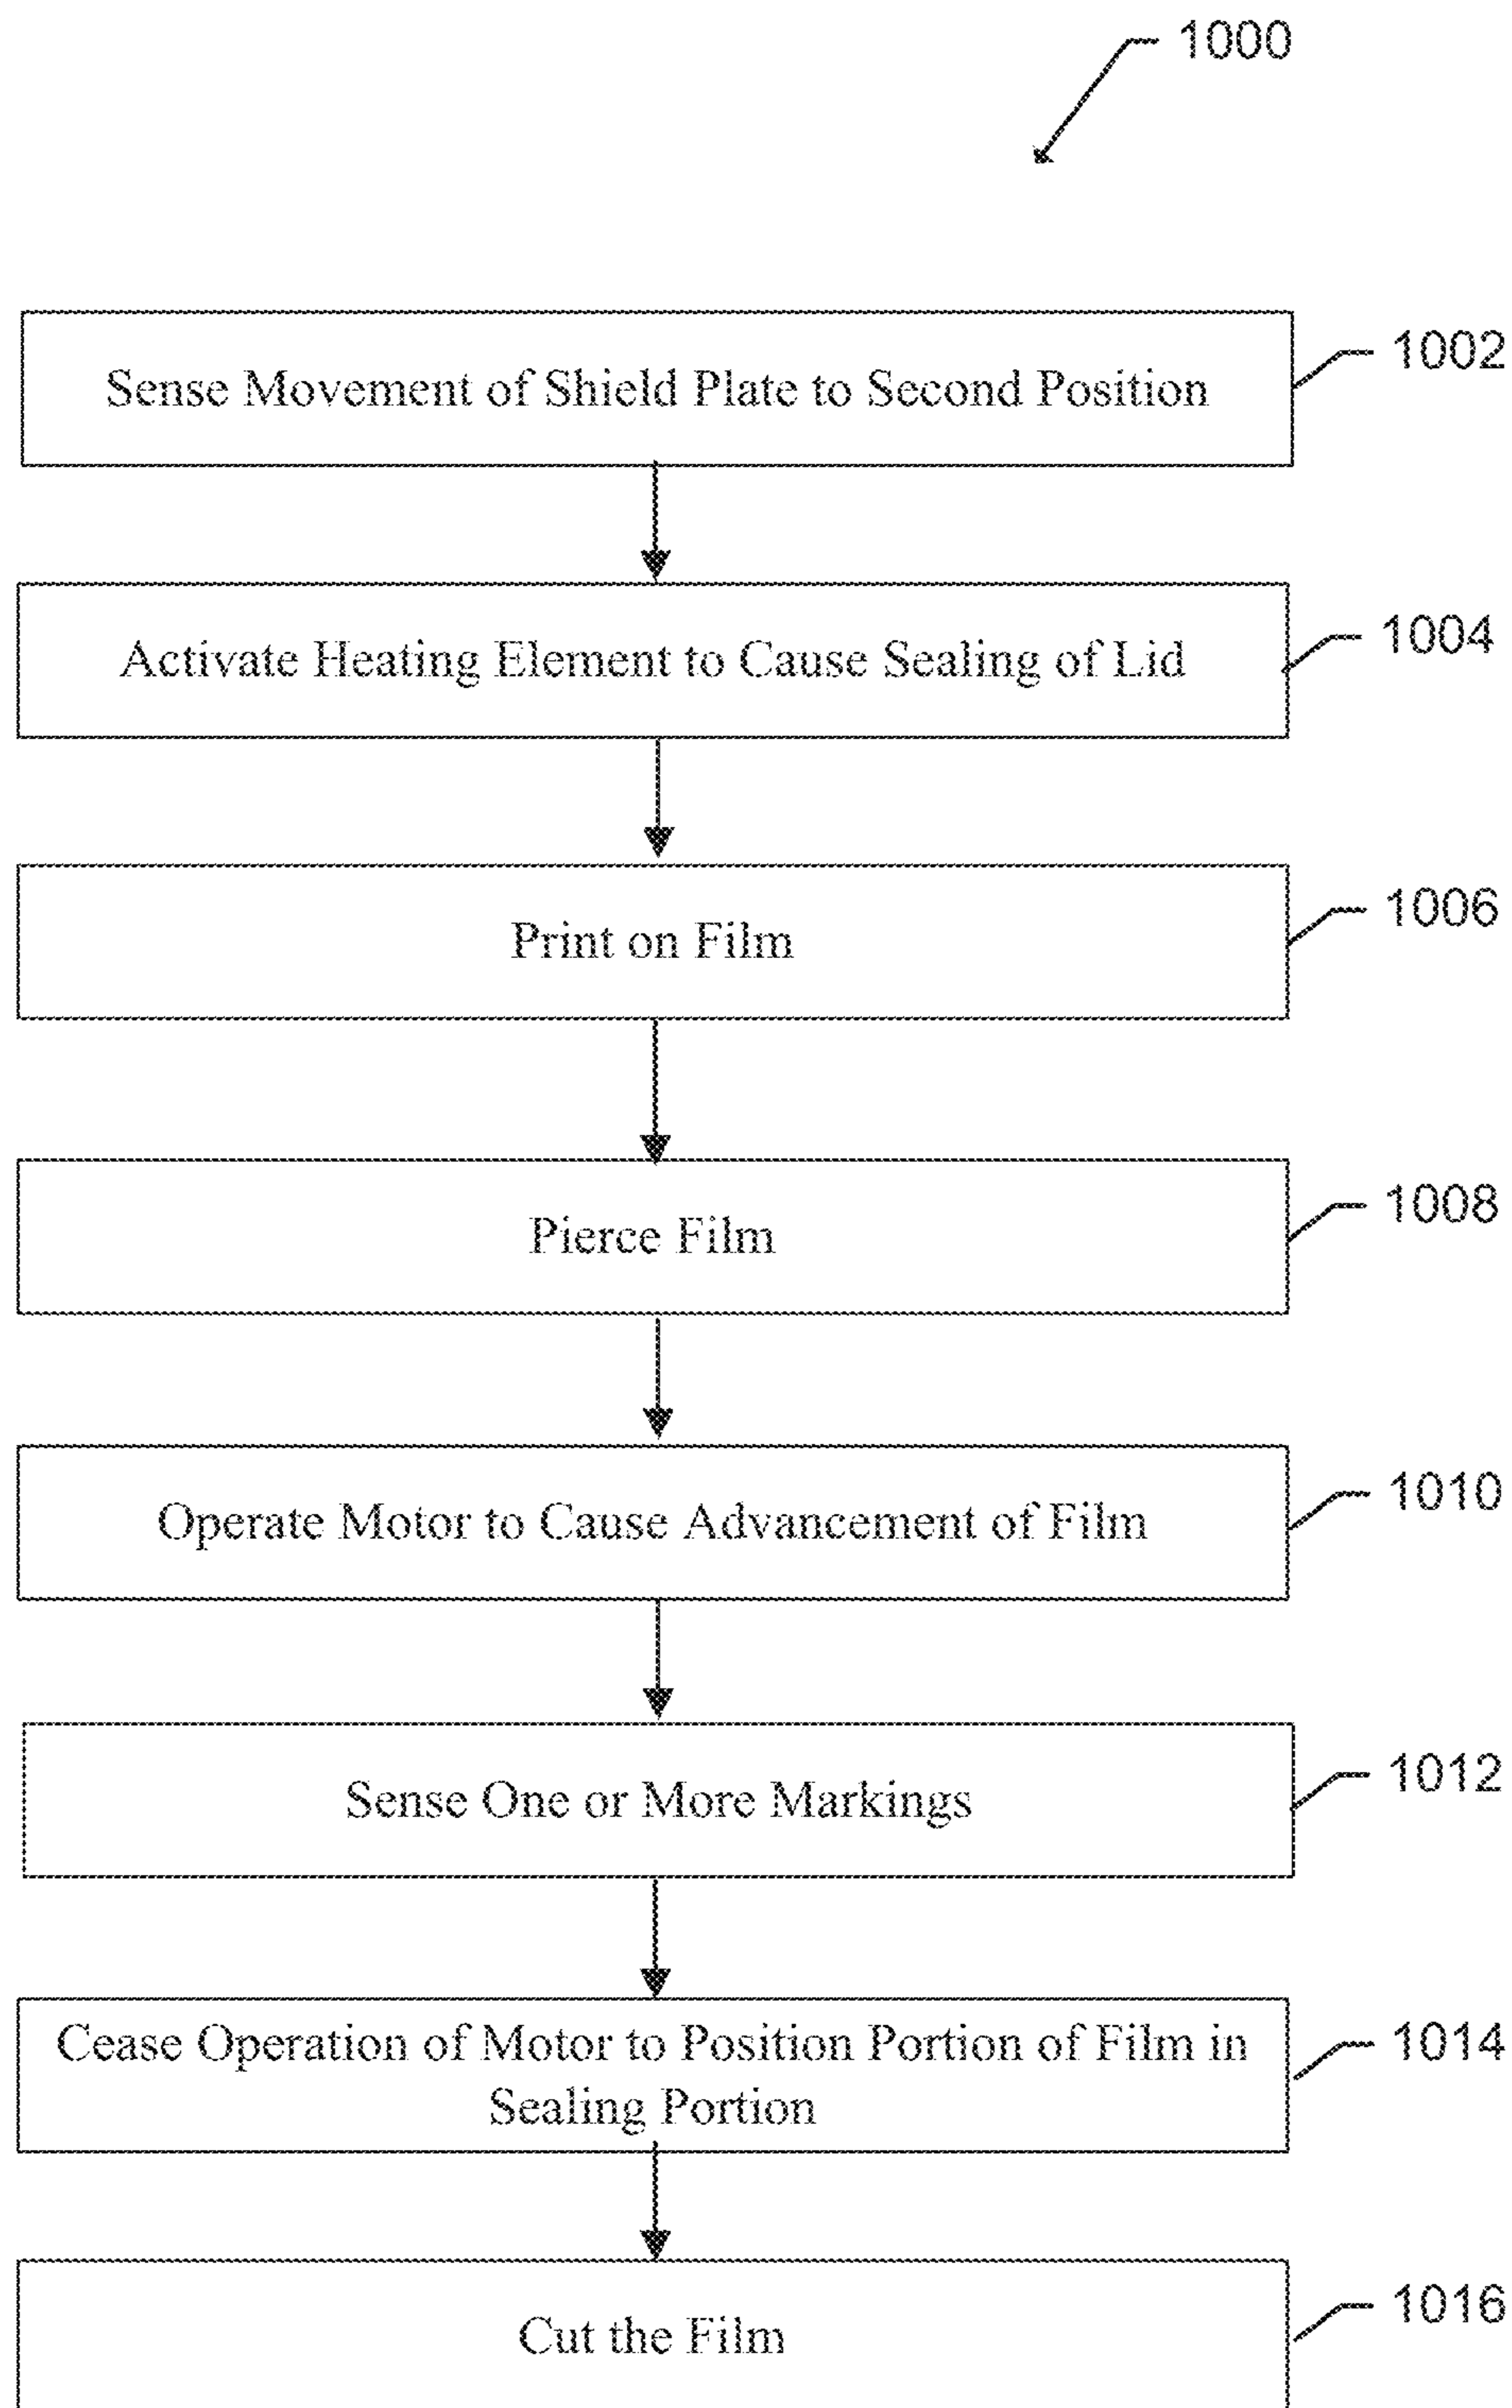 1000
Sense Movement of Shield Plate to Second Position
1002
Activate Heating Element to Cause Sealing of Lid
1004
Print on Film
1006
Pierce Film
1008
Operate Motor to Cause Advancement of Film
1010
Sense One or More Markings
1012
Cease Operation of Motor to Position Portion of Film in
Sealing Portion
1014
Cut the Film
1016